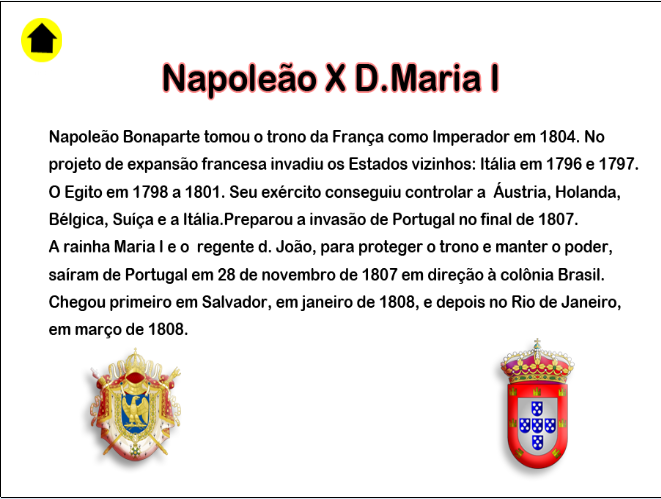 Napoleão X D.Maria I
Napoleão Bonaparte tomou o trono da França como Imperador em 1804. No
projeto de expansão francesa invadiu os Estados vizinhos: Itália em 1796 e 1797.
O Egito em 1798 a 1801. Seu exército conseguiu controlar a Áustria, Holanda,
Bélgica, Suíça e a Itália.Preparou a invasão de Portugal no final de 1807.
A rainha Maria I e o regente d. João, para proteger o trono e manter o poder,
saíram de Portugal em 28 de novembro de 1807 em direção à colônia Brasil.
Chegou primeiro em Salvador, em janeiro de 1808, e depois no Rio de Janeiro,
em março de 1808.